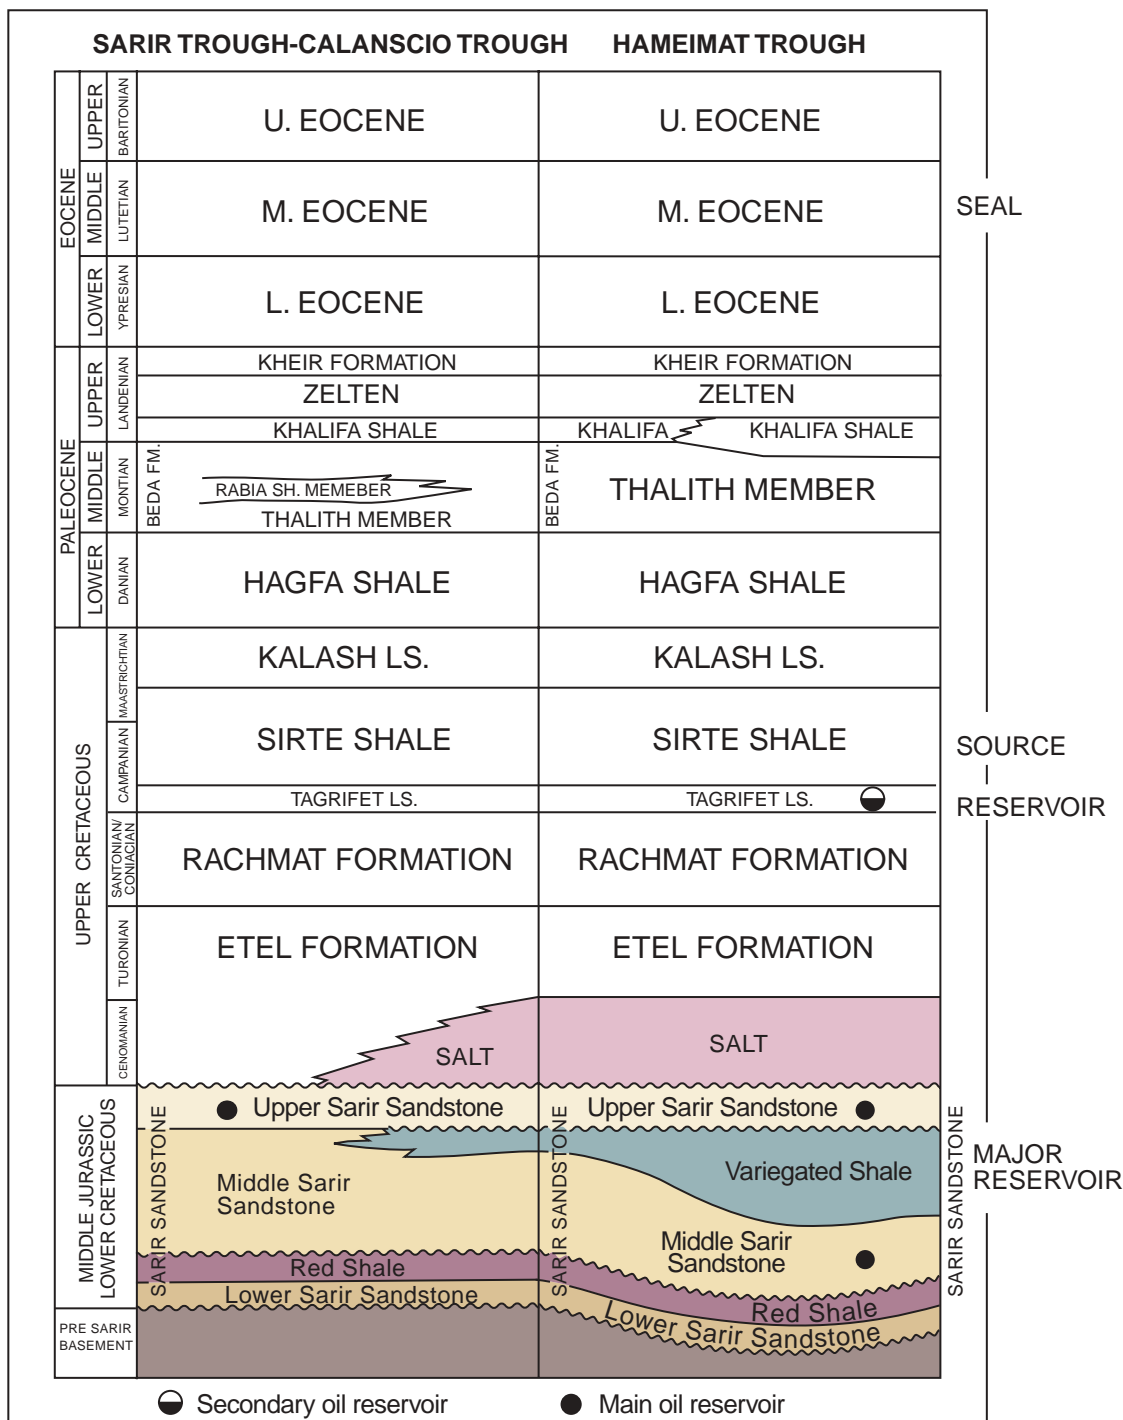 SARIR TROUGH-CALANSCIO TROUGH
HAMEIMAT TROUGH
EOCENE
UPPER
BARITONIAN
U. EOCENE
U. EOCENE
MIDDLE
LUTETIAN
M. EOCENE
M. EOCENE
SEAL
LOWER
YPRESIAN
L. EOCENE
L. EOCENE
PALEOCENE
UPPER
LANDENIAN
KHEIR FORMATION
KHEIR FORMATION
ZELTEN
ZELTEN
KHALIFA SHALE
KHALIFA
KHALIFA SHALE
MIDDLE
MONTIAN
BEDA FM.
RABIA SH. MEMEBER
THALITH MEMBER
BEDA FM.
THALITH MEMBER
LOWER
DANIAN
HAGFA SHALE
HAGFA SHALE
UPPER CRETACEOUS
MAASTRICHTIAN
KALASH LS.
KALASH LS.
CAMPANIAN
SIRTE SHALE
SIRTE SHALE
SOURCE
TAGRIFET LS.
TAGRIFET LS.
RESERVOIR
SANTONIAN/
CONIACIAN
RACHMAT FORMATION
RACHMAT FORMATION
TURONIAN
ETEL FORMATION
ETEL FORMATION
CENOMANIAN
SALT
SALT
MIDDLE JURASSIC
LOWER CRETACEOUS
SARIR SANDSTONE
Upper Sarir Sandstone
SARIR SANDSTONE
Upper Sarir Sandstone
SARIR SANDSTONE
MAJOR
RESERVOIR
Variegated Shale
Middle Sarir
Sandstone
Middle Sarir
Sandstone
Red Shale
Red Shale
Lower Sarir Sandstone
Lower Sarir Sandstone
PRE SARIR
BASEMENT
Secondary oil reservoir
Main oil reservoir